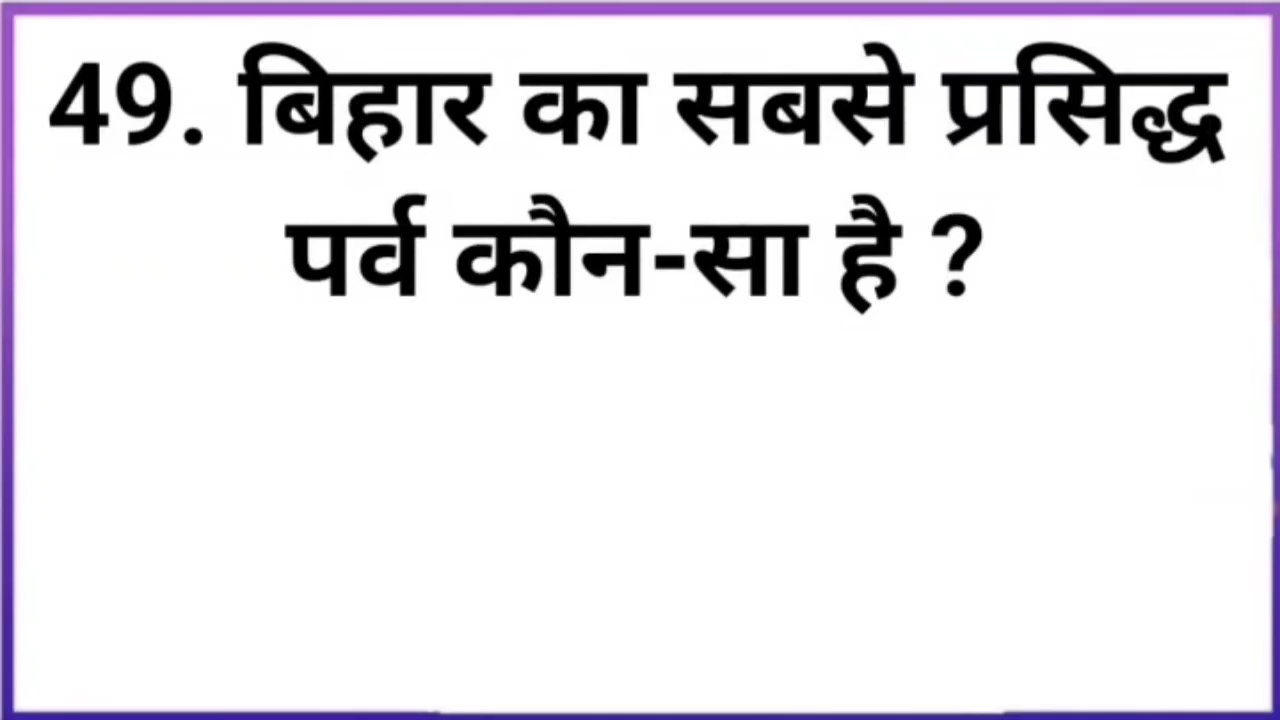 49. बिहार का सबसे प्रसिद्ध
पर्व कौन-सा है ?